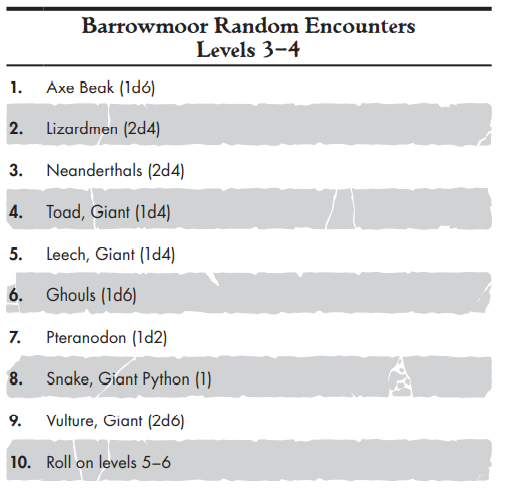 Barrowmoor Random Encounters
Levels 3–4
1. Axe Beak (1d6)
2. Lizardmen (2d4)
3. Neanderthals (2d4)
4. Toad, Giant (1d4)
5. Leech, Giant (1d4)
6. Ghouls (1d6)
7. Pteranodon (1d2)
8. Snake, Giant Python (1)
9. Vulture, Giant (2d6)
10. Roll on levels 5–6